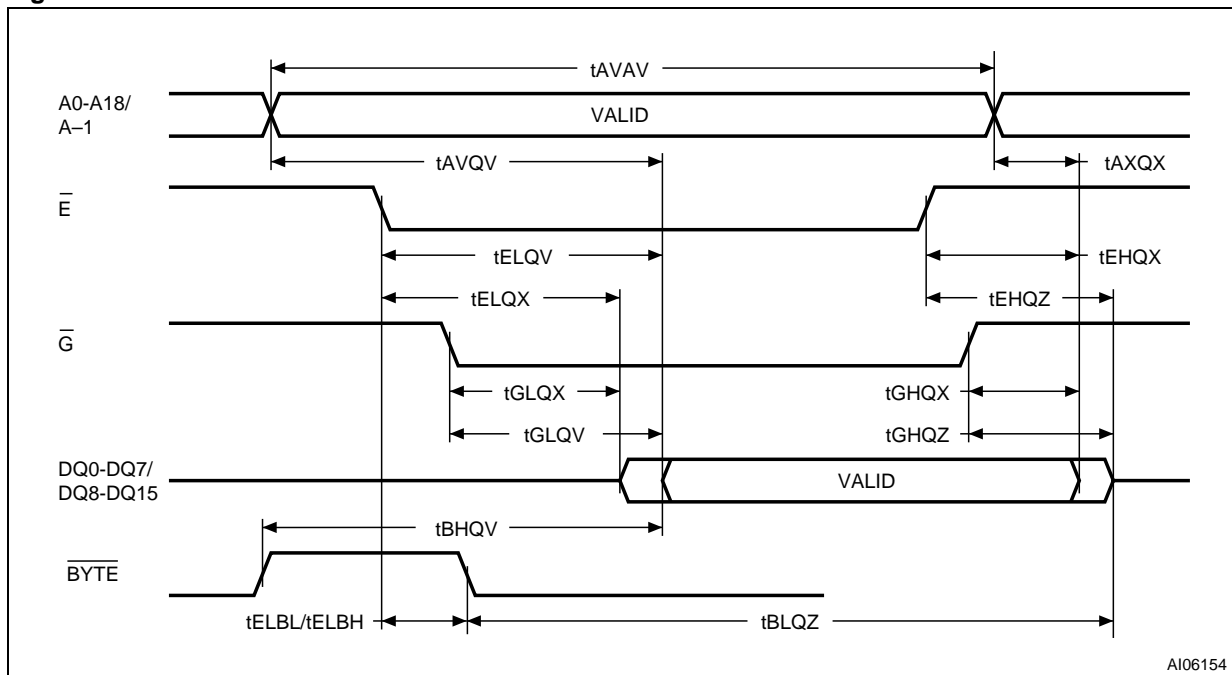 tAVAV
A0-A18/
A–1
VALID
tAVQV
tAXQX
E
tELQV
tEHQX
tELQX
tEHQZ
G
tGLQX
tGHQX
tGLQV
tGHQZ
DQ0-DQ7/
DQ8-DQ15
VALID
tBHQV
BYTE
tELBL/tELBH
tBLQZ
AI06154